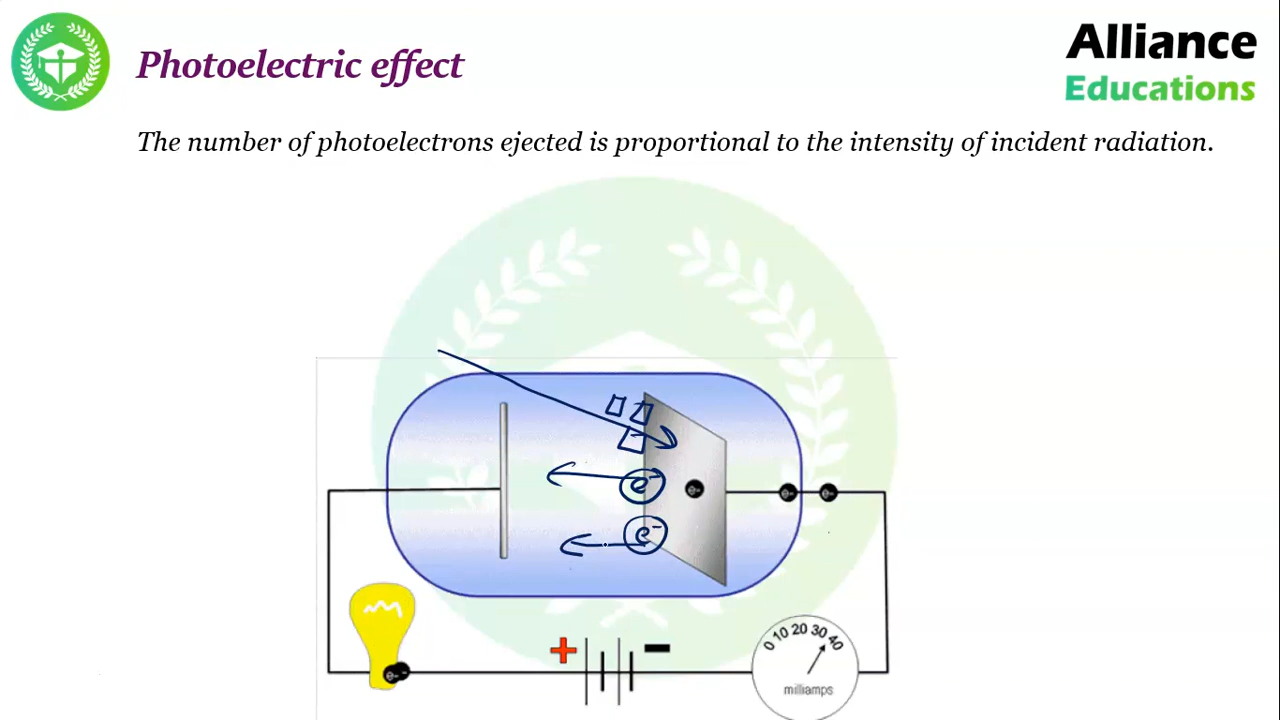 Photoelectric effect
Alliance
Educations
The number of photoelectrons ejected is proportional to the intensity of incident radiation.
e⁻
e⁻
+
−
0 10 20 30 40
milliamps